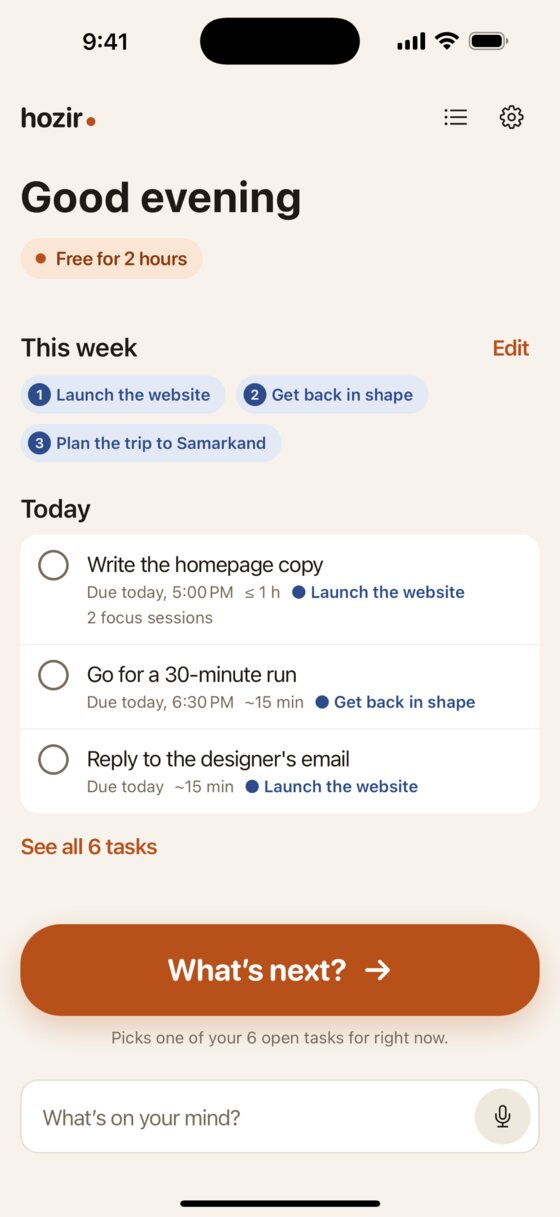 9:41
hozir
Good evening
Free for 2 hours
This week
Edit
1 Launch the website
2 Get back in shape
3 Plan the trip to Samarkand
Today
Write the homepage copy
Due today, 5:00 PM ≤ 1 h Launch the website
2 focus sessions
Go for a 30-minute run
Due today, 6:30 PM ~15 min Get back in shape
Reply to the designer's email
Due today ~15 min Launch the website
See all 6 tasks
What's next? →
Picks one of your 6 open tasks for right now.
What's on your mind?